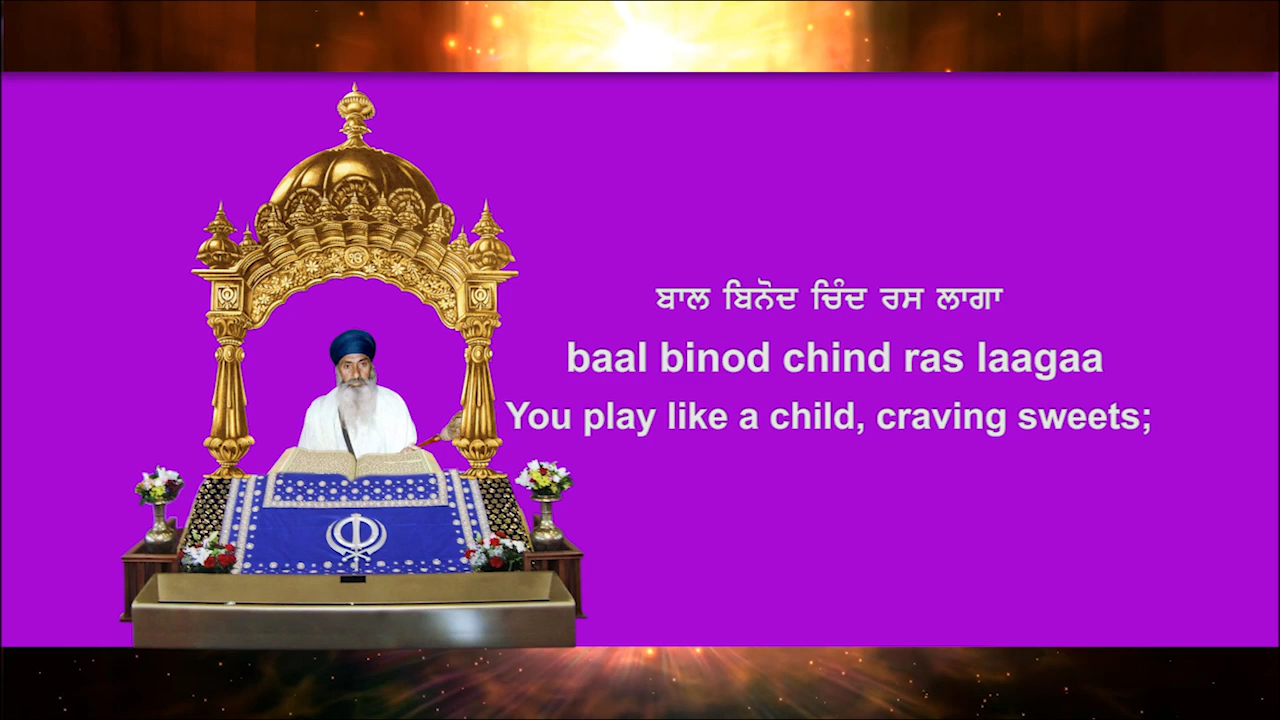 ਬਾਲ ਬਿਨੋਦ ਚਿੰਦ ਰਸ ਲਾਗਾ
baal binod chind ras laagaa
You play like a child, craving sweets;